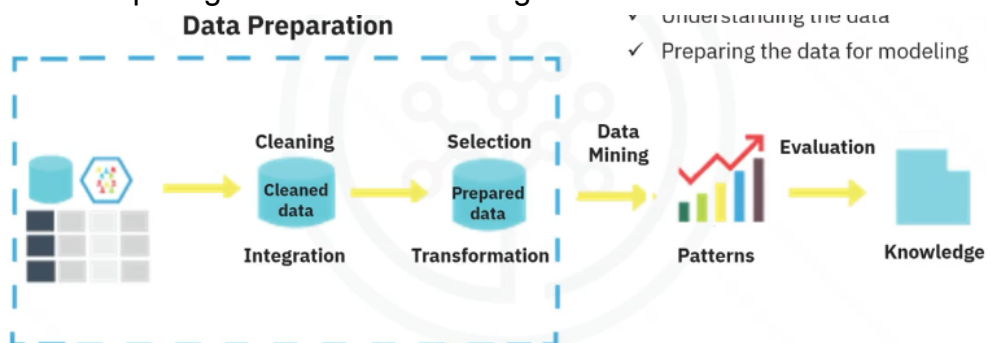 Data Preparation
Understanding the data
✓ Preparing the data for modeling
Cleaning
Cleaned
data
Integration
Selection
Prepared
data
Transformation
Data
Mining
Patterns
Evaluation
Knowledge